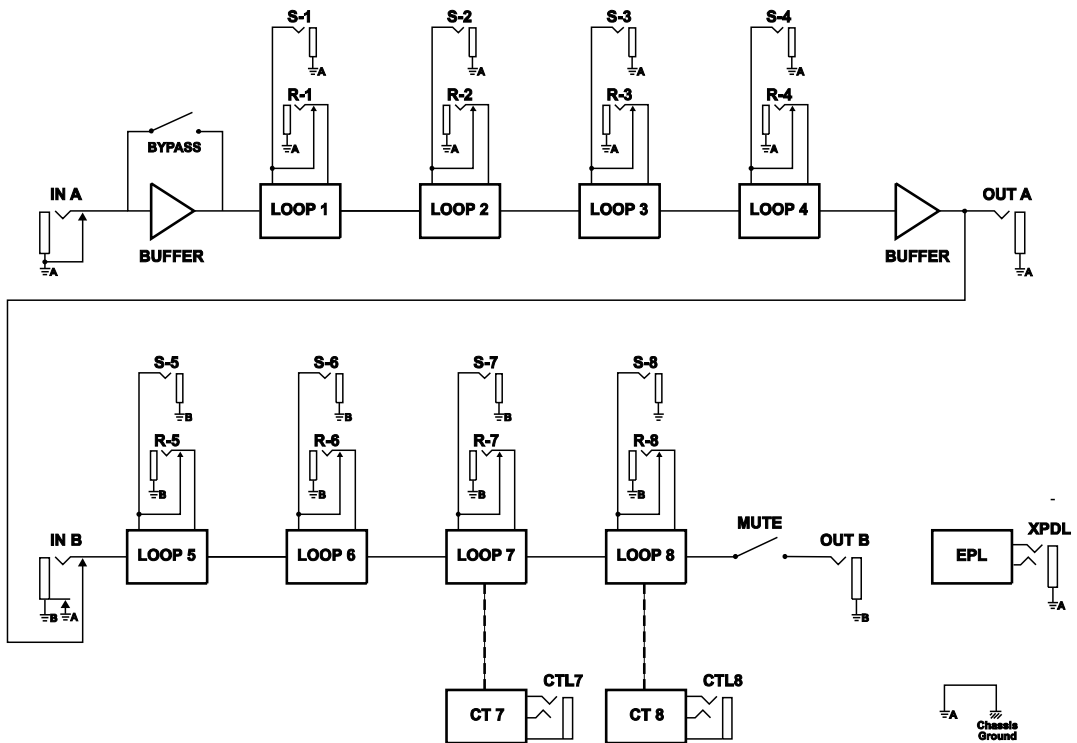 S-1 S-2 S-3 S-4
A A A A
R-1 R-2 R-3 R-4
BYPASS A A A A
IN A LOOP 1 LOOP 2 LOOP 3 LOOP 4 OUT A
BUFFER BUFFER
A A
S-5 S-6 S-7 S-8
B B B
R-5 R-6 R-7 R-8
B B B B
MUTE
IN B LOOP 5 LOOP 6 LOOP 7 LOOP 8 OUT B EPL XPDL
B A B A
CTL7 CTL8
CT 7 CT 8
A Chassis
Ground